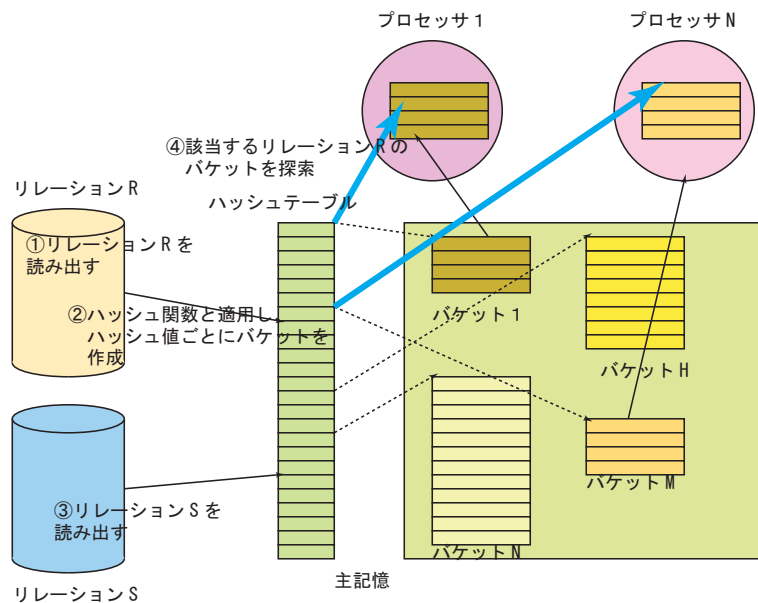 プロセッサ1
プロセッサN
④該当するリレーションRの
バケットを探索
リレーションR
ハッシュテーブル
①リレーションRを
読み出す
②ハッシュ関数と適用し、
ハッシュ値ごとにバケットを
作成
バケット1
バケットH
③リレーションSを
読み出す
バケットM
バケットN
主記憶
リレーションS